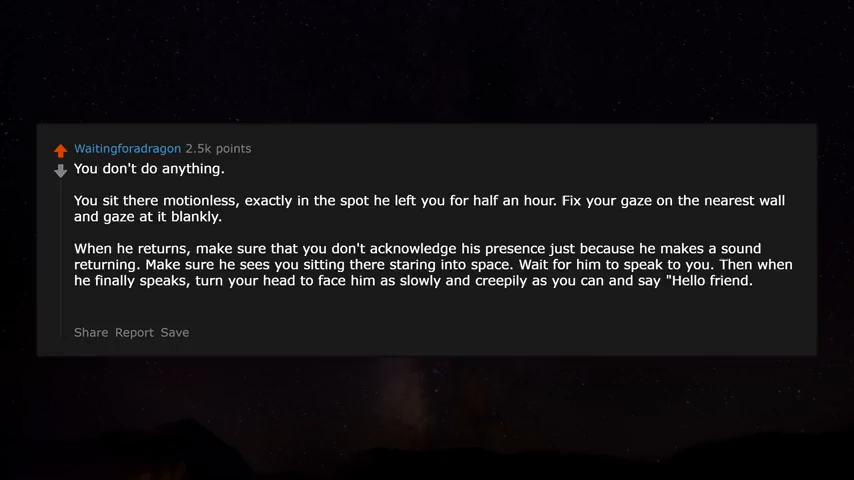 Waitingforadragon 2.5k points
You don't do anything.
You sit there motionless, exactly in the spot he left you for half an hour. Fix your gaze on the nearest wall
and gaze at it blankly.
When he returns, make sure that you don't acknowledge his presence just because he makes a sound
returning. Make sure he sees you sitting there staring into space. Wait for him to speak to you. Then when
he finally speaks, turn your head to face him as slowly and creepily as you can and say "Hello friend.
Share Report Save